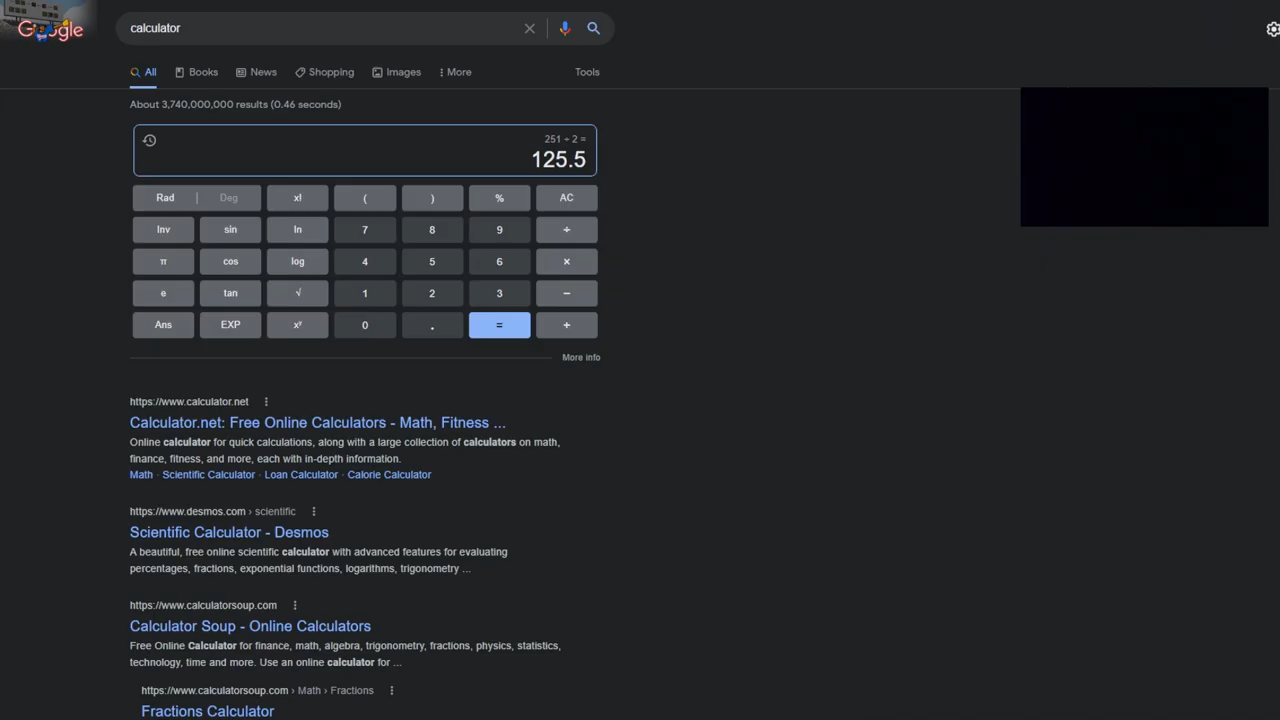 Google
calculator
All
Books
News
Shopping
Images
More
Tools
About 3,740,000,000 results (0.46 seconds)
251 ÷ 2 =
125.5
Rad | Deg x! ( ) % AC
Inv sin ln 7 8 9 ÷
π cos log 4 5 6 ×
e tan √ 1 2 3 −
Ans EXP xʸ 0 . = +
More info
https://www.calculator.net
Calculator.net: Free Online Calculators - Math, Fitness ...
Online calculator for quick calculations, along with a large collection of calculators on math,
finance, fitness, and more, each with in-depth information.
Math · Scientific Calculator · Loan Calculator · Calorie Calculator
https://www.desmos.com › scientific
Scientific Calculator - Desmos
A beautiful, free online scientific calculator with advanced features for evaluating
percentages, fractions, exponential functions, logarithms, trigonometry ...
https://www.calculatorsoup.com
Calculator Soup - Online Calculators
Free Online Calculator for finance, math, algebra, trigonometry, fractions, physics, statistics,
technology, time and more. Use an online calculator for ...
https://www.calculatorsoup.com › Math › Fractions
Fractions Calculator